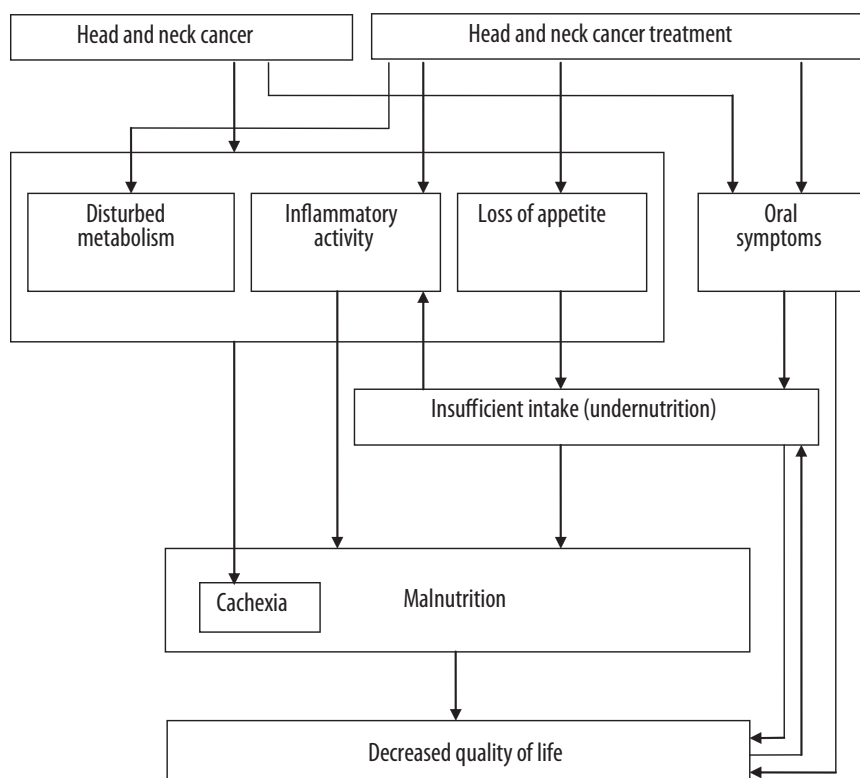 Head and neck cancer
Head and neck cancer treatment
Disturbed
metabolism
Inflammatory
activity
Loss of appetite
Oral
symptoms
Insufficient intake (undernutrition)
Cachexia
Malnutrition
Decreased quality of life